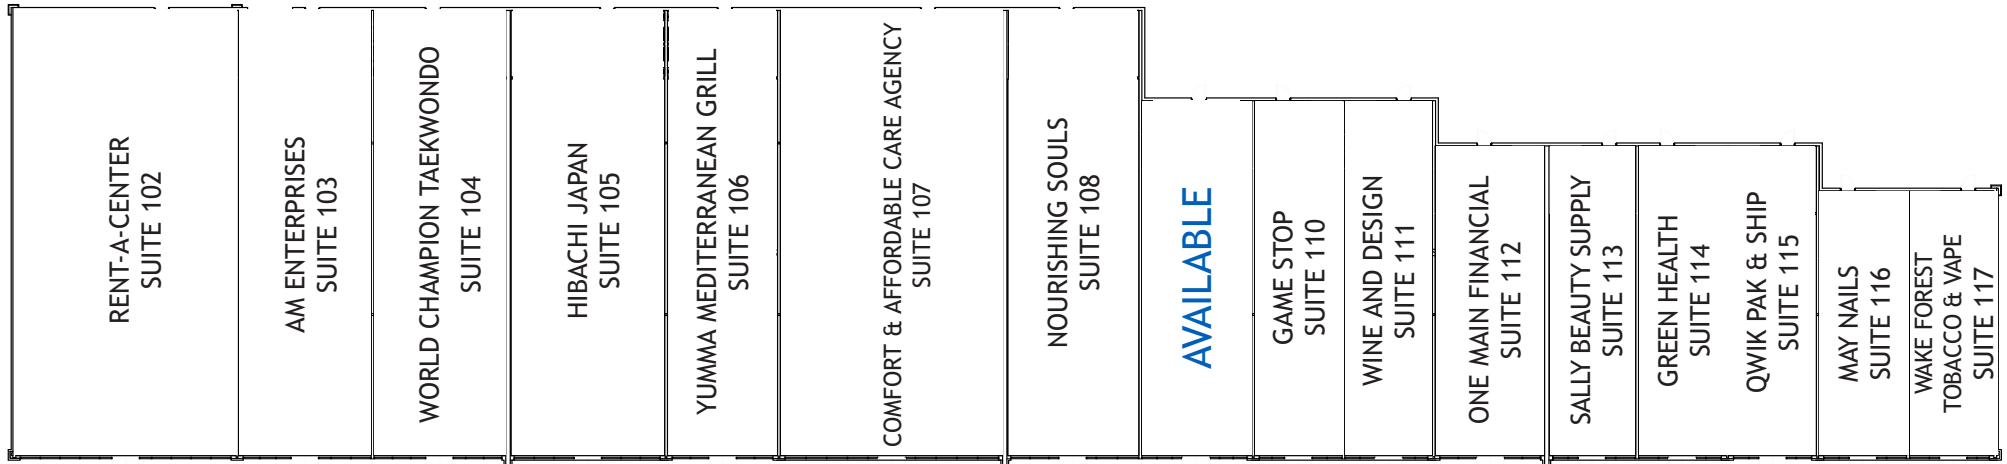 RENT-A-CENTER
SUITE 102
AM ENTERPRISES
SUITE 103
WORLD CHAMPION TAEKWONDO
SUITE 104
HIBACHI JAPAN
SUITE 105
YUMMA MEDITERRANEAN GRILL
SUITE 106
COMFORT & AFFORDABLE CARE AGENCY
SUITE 107
NOURISHING SOULS
SUITE 108
AVAILABLE
GAME STOP
SUITE 110
WINE AND DESIGN
SUITE 111
ONE MAIN FINANCIAL
SUITE 112
SALLY BEAUTY SUPPLY
SUITE 113
GREEN HEALTH
SUITE 114
QWIK PAK & SHIP
SUITE 115
MAY NAILS
SUITE 116
WAKE FOREST
TOBACCO & VAPE
SUITE 117